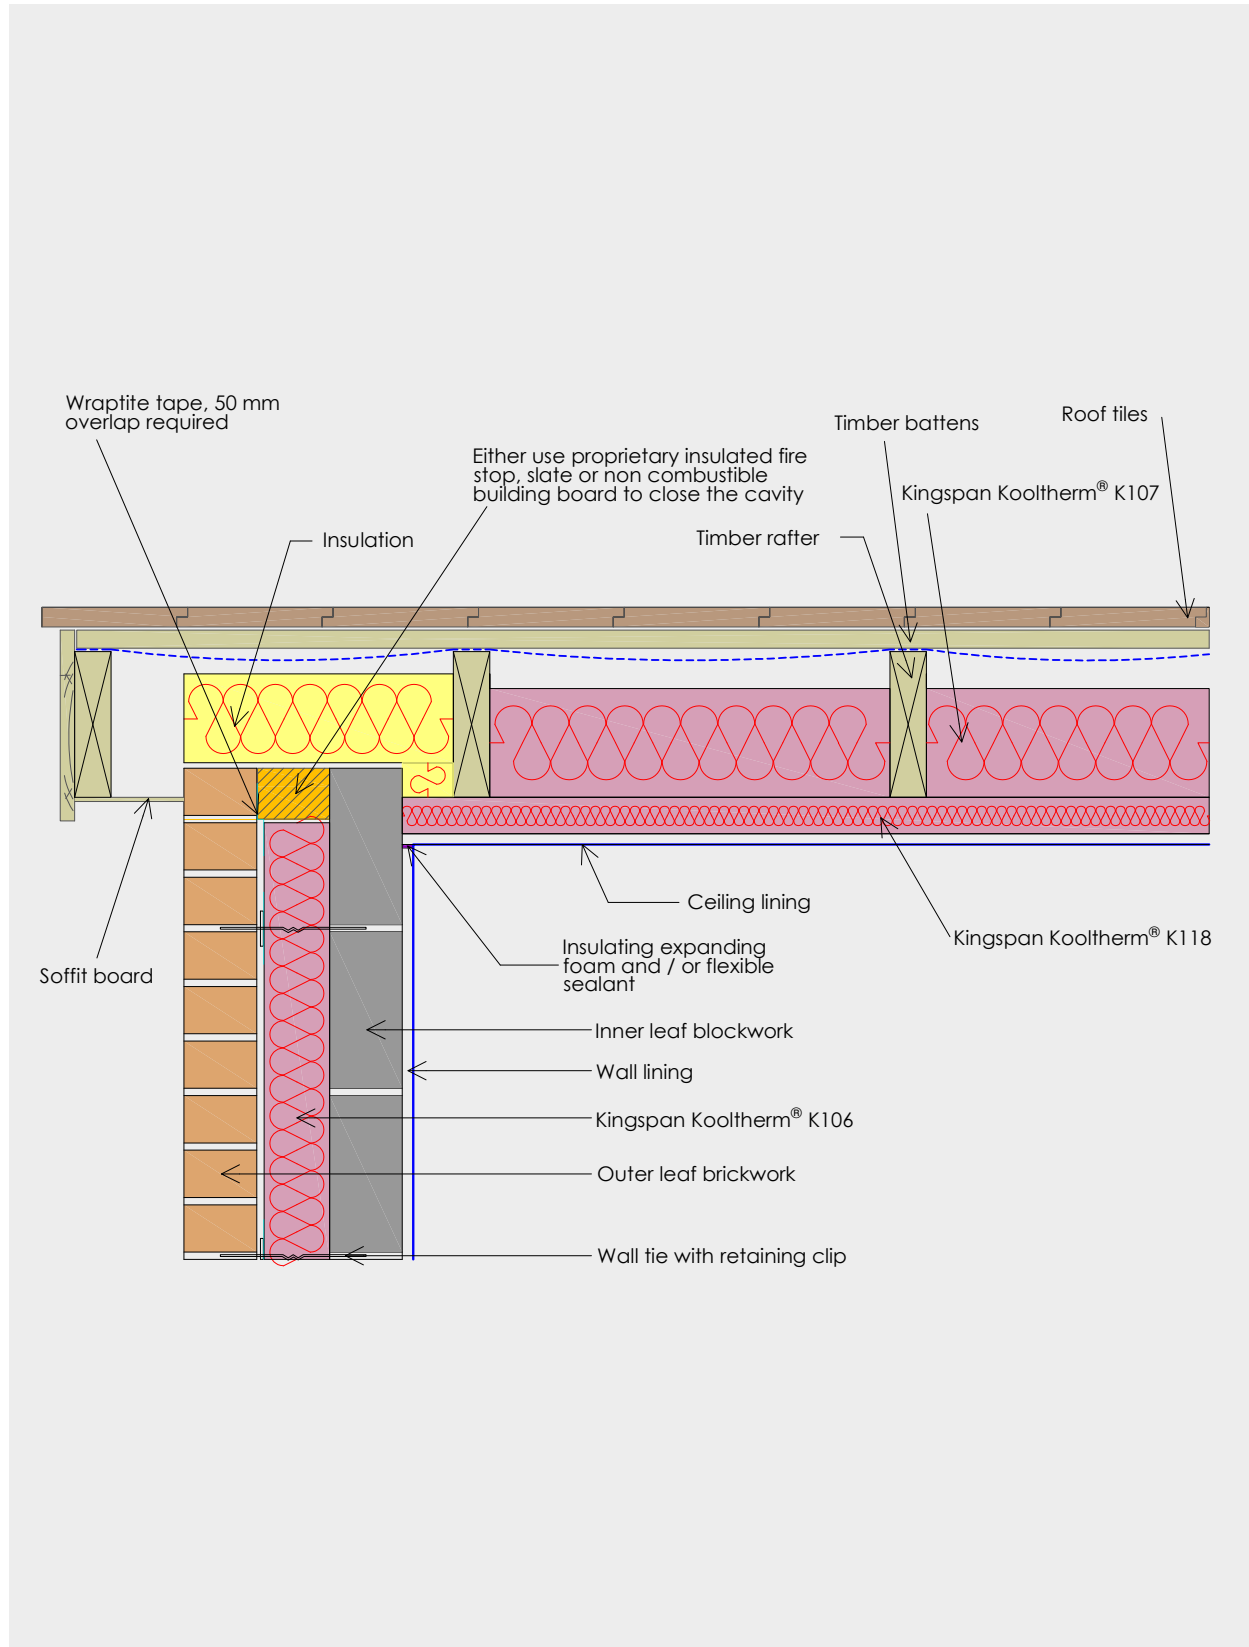 Wraptite tape, 50 mm
overlap required
Either use proprietary insulated fire
stop, slate or non combustible
building board to close the cavity
Timber battens
Roof tiles
Kingspan Kooltherm® K107
Insulation
Timber rafter
Ceiling lining
Kingspan Kooltherm® K118
Insulating expanding
foam and / or flexible
sealant
Soffit board
Inner leaf blockwork
Wall lining
Kingspan Kooltherm® K106
Outer leaf brickwork
Wall tie with retaining clip